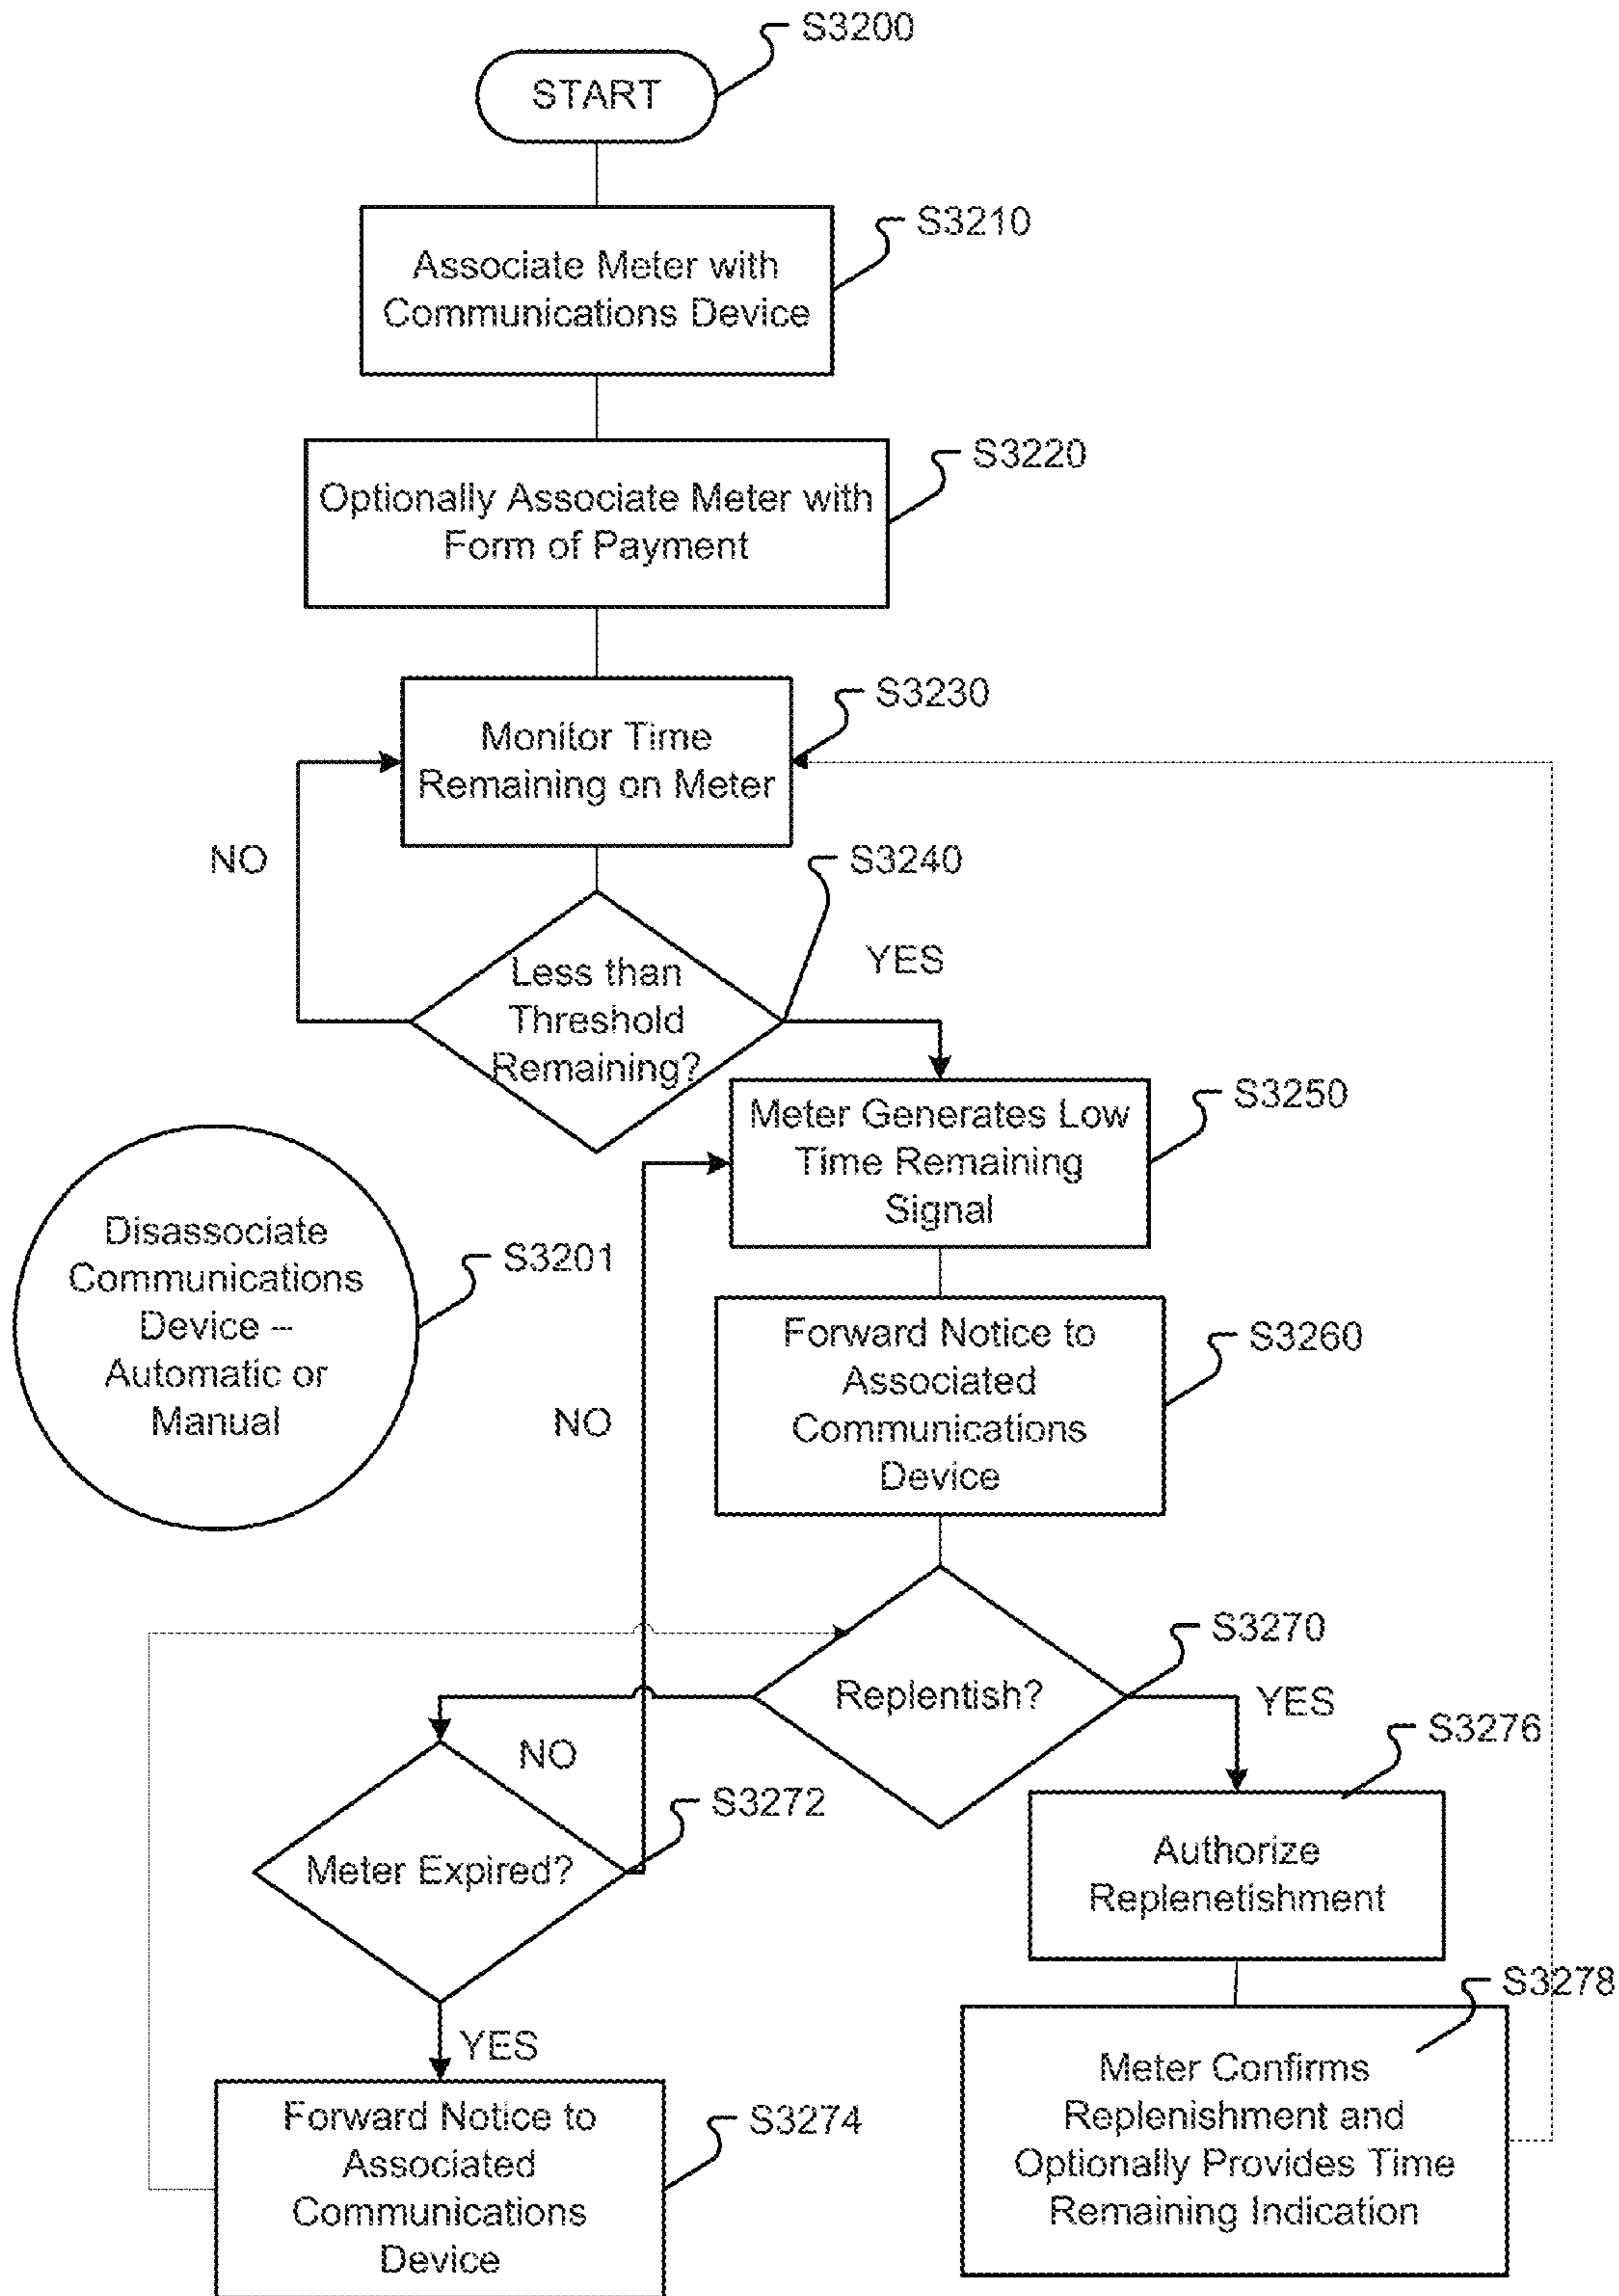 S3200
START
S3210
Associate Meter with
Communications Device
S3220
Optionally Associate Meter with
Form of Payment
S3230
Monitor Time
Remaining on Meter
NO
S3240
YES
Less than
Threshold
Remaining?
S3250
Meter Generates Low
Time Remaining
Signal
Disassociate
Communications
Device –
Automatic or
Manual
S3201
S3260
Forward Notice to
Associated
Communications
Device
NO
S3270
Replentish?
YES
S3276
NO
S3272
Meter Expired?
Authorize
Replenetishment
S3278
YES
Meter Confirms
Replenishment and
Optionally Provides Time
Remaining Indication
S3274
Forward Notice to
Associated
Communications
Device